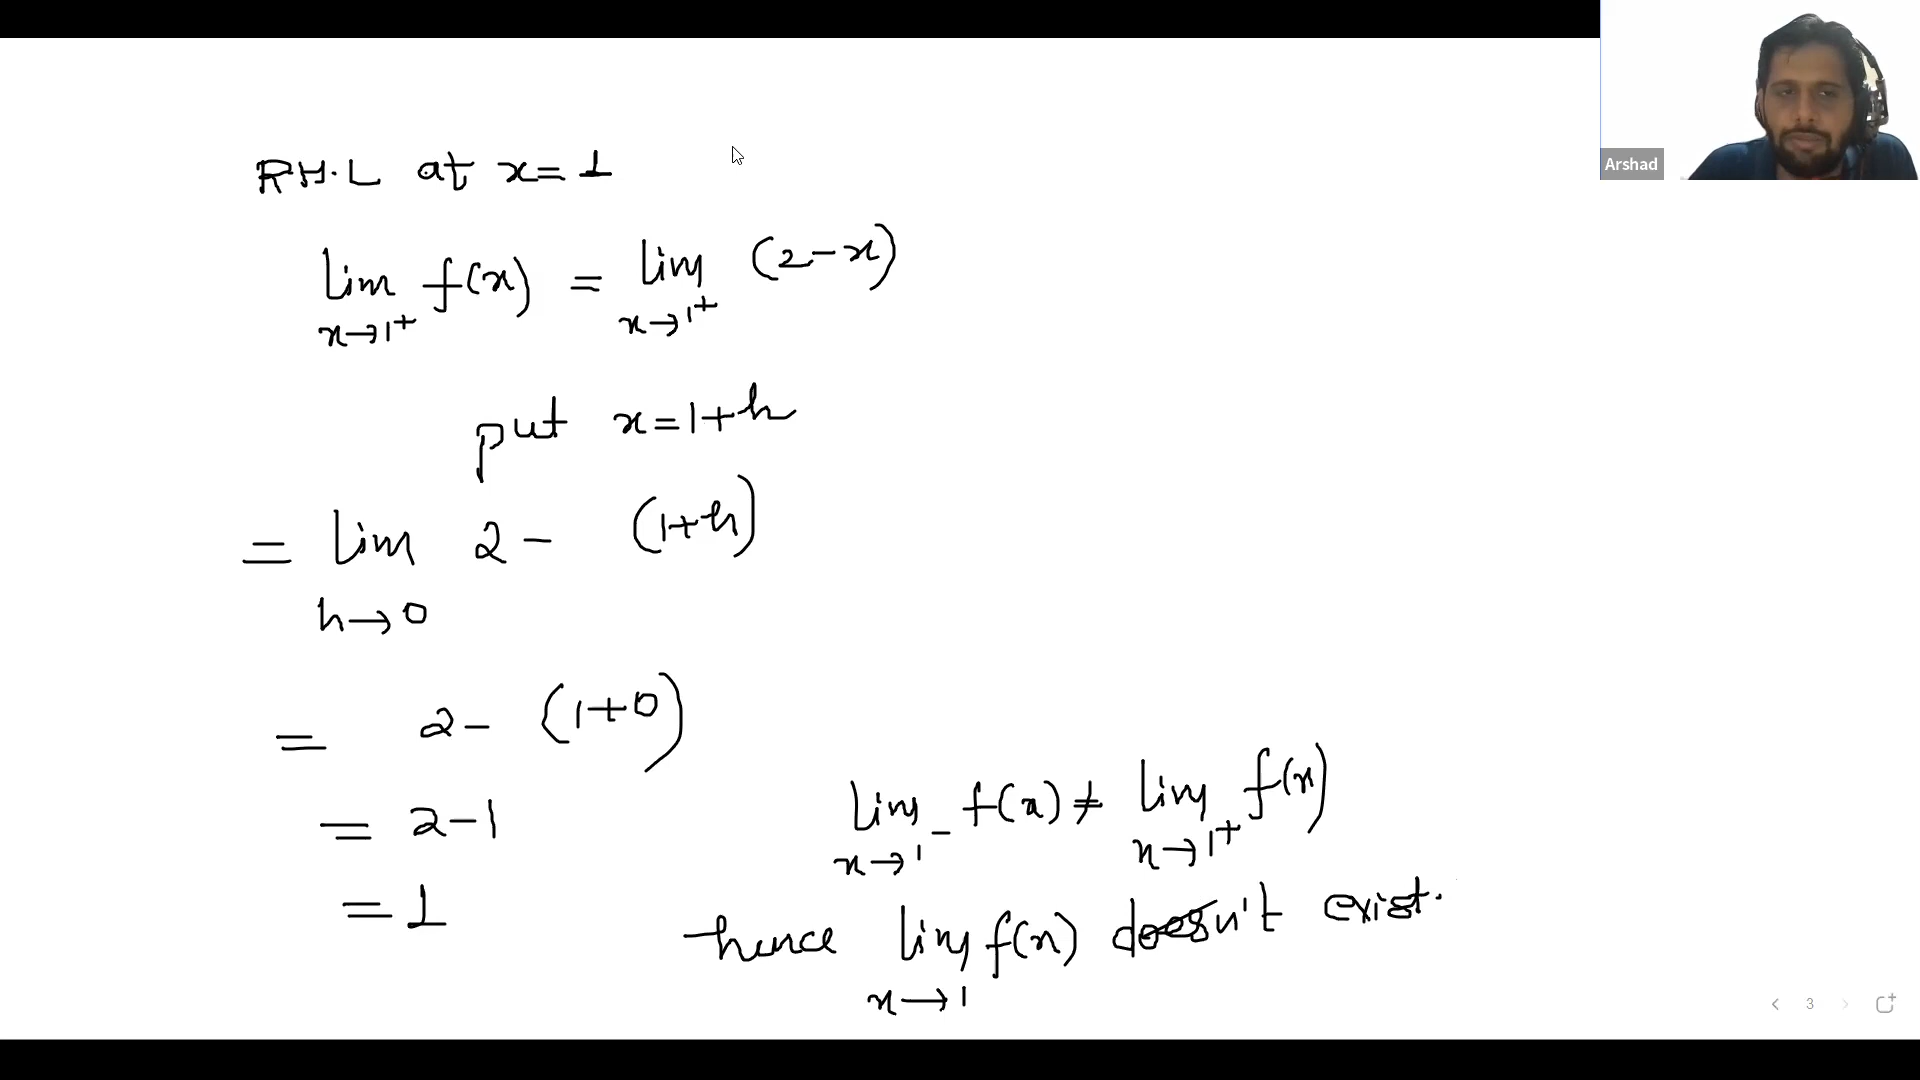 R.H.L at x=1
Arshad
lim f(x) = lim (2-x)
x→1+ x→1+
put x=1+h
= lim 2 - (1+h)
h→0
= 2- (1+0)
= 2-1
= 1
lim f(x) ≠ lim f(x)
x→1- x→1+
hence lim f(x) doesn't exist.
x→1
3